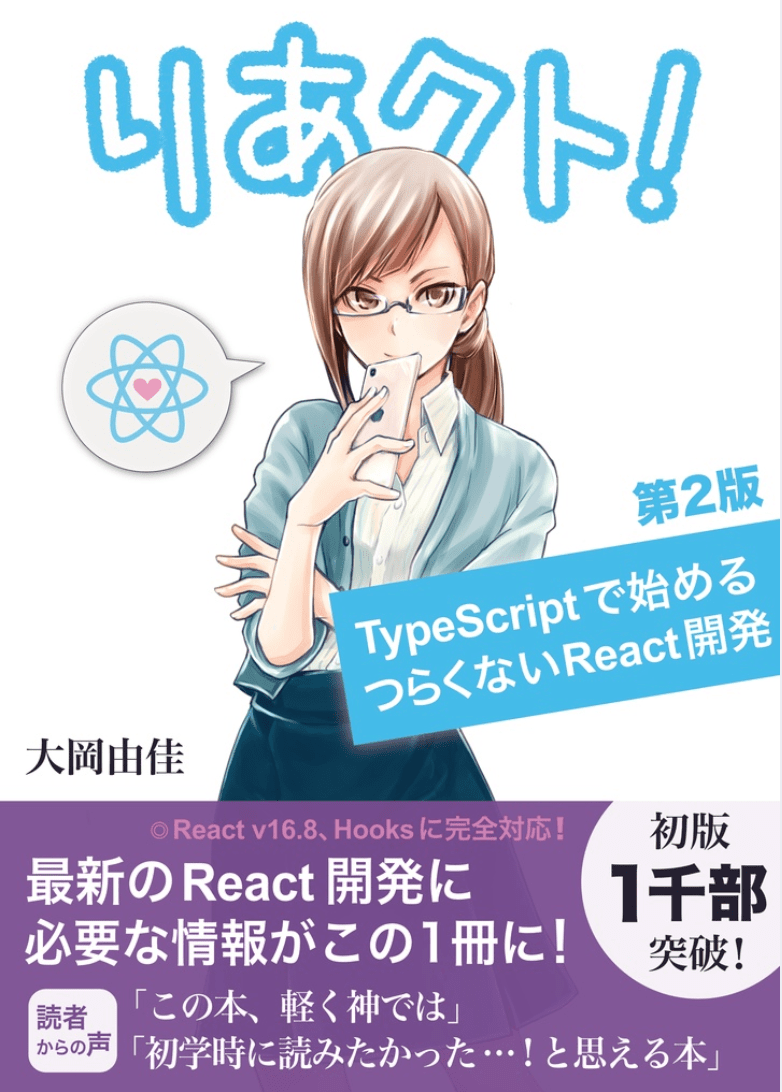 りあクト!
第2版
TypeScriptで始める
つらくないReact開発
大岡由佳
◎React v16.8、Hooksに完全対応!
最新のReact開発に
必要な情報がこの1冊に!
初版
1千部
突破!
読者
からの声
「この本、軽く神では」
「初学時に読みたかった…!と思える本」